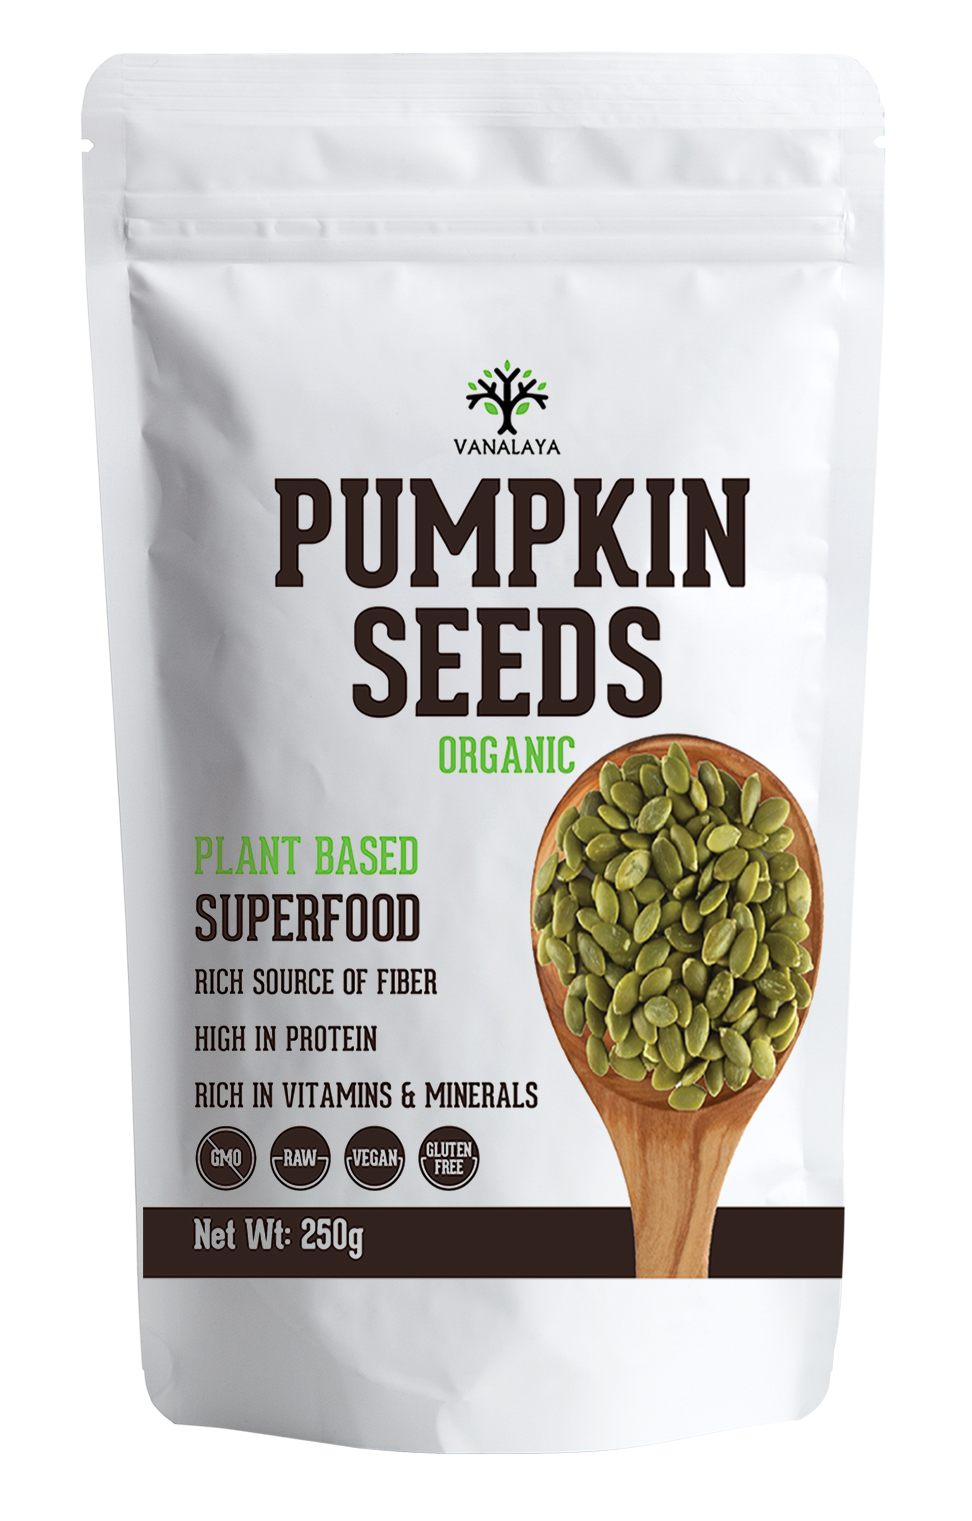 VANALAYA
PUMPKIN
SEEDS
ORGANIC
PLANT BASED
SUPERFOOD
RICH SOURCE OF FIBER
HIGH IN PROTEIN
RICH IN VITAMINS & MINERALS
GMO RAW VEGAN GLUTEN FREE
Net Wt: 250g